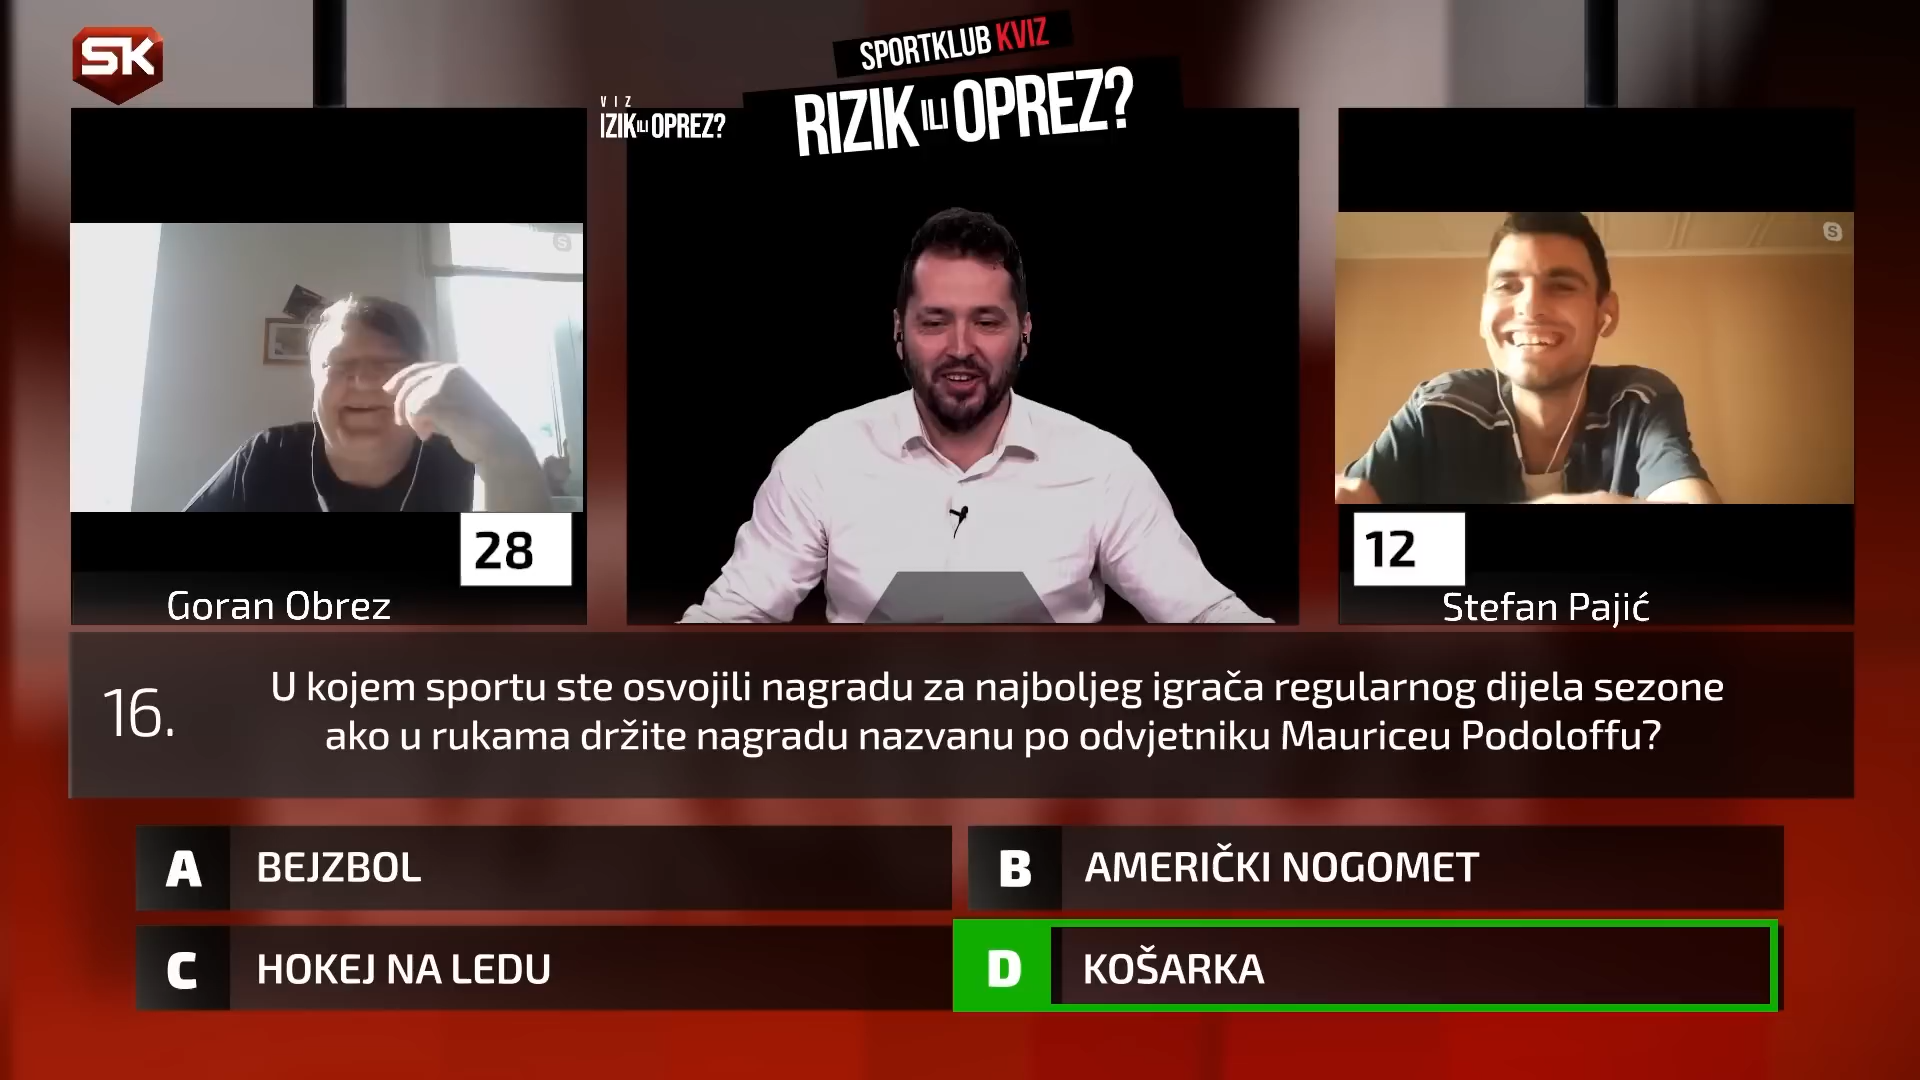 SK
SPORTKLUB KVIZ
RIZIK ILI OPREZ?
VIZ
IZIK ILI OPREZ?
28
Goran Obrez
12
Stefan Pajić
16.
U kojem sportu ste osvojili nagradu za najboljeg igrača regularnog dijela sezone
ako u rukama držite nagradu nazvanu po odvjetniku Mauriceu Podoloffu?
A BEJZBOL
B AMERIČKI NOGOMET
C HOKEJ NA LEDU
D KOŠARKA